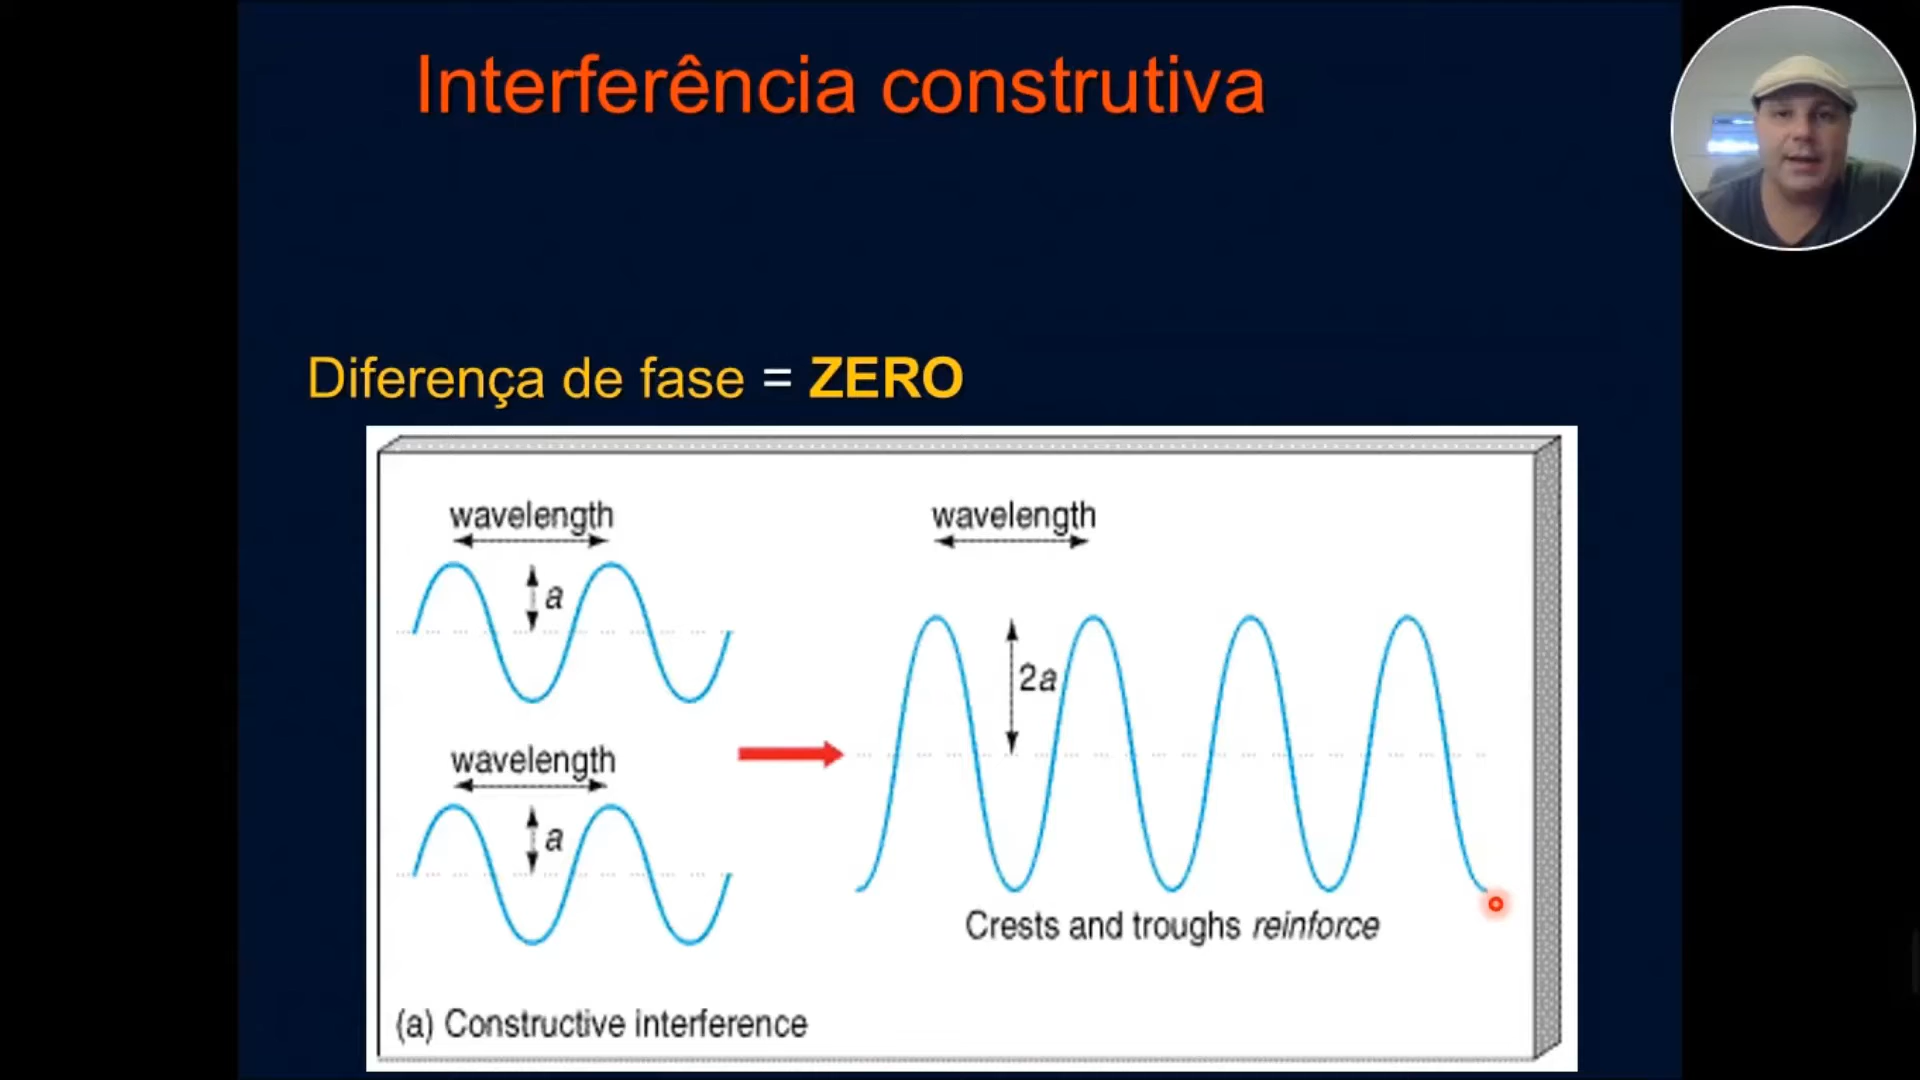 Interferência construtiva
Diferença de fase = ZERO
wavelength
a
wavelength
a
wavelength
2a
Crests and troughs reinforce
(a) Constructive interference